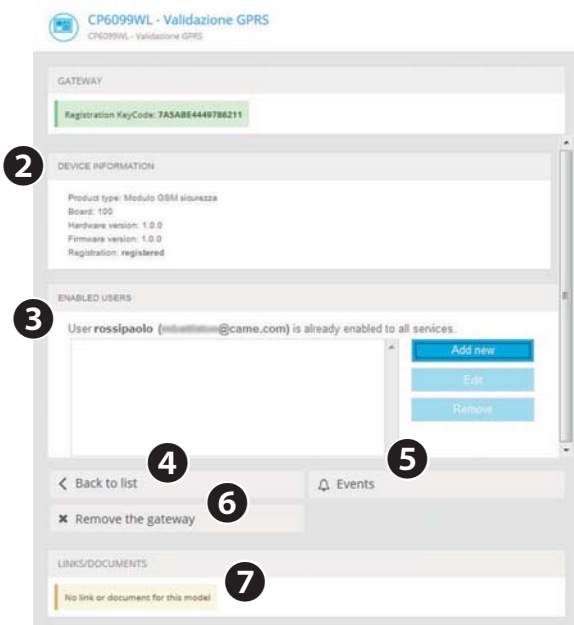 CP6099WL - Validazione GPRS
CP6099WL - Validazione GPRS
GATEWAY
Registration KeyCode: 7A5ABE4449786211
2
DEVICE INFORMATION
Product type: Modulo GSM sicurezza
Board: 100
Hardware version: 1.0.0
Firmware version: 1.0.0
Registration: registered
ENABLED USERS
3
User rossipaolo ( @came.com) is already enabled to all services.
Add new
Edit
Remove
4
5
Back to list
Events
6
Remove the gateway
LINKS/DOCUMENTS
7
No link or document for this model